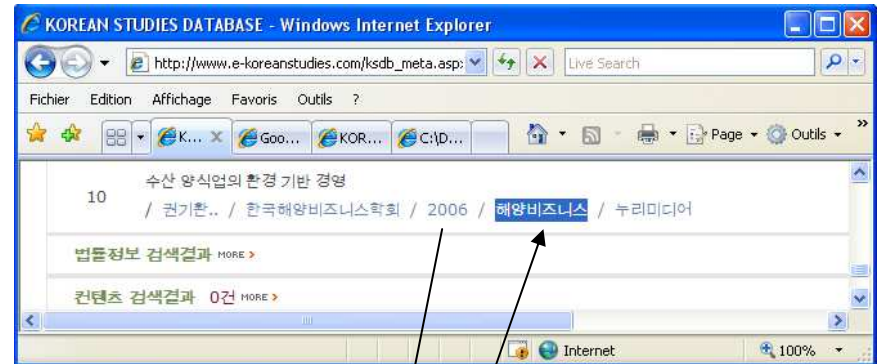 KOREAN STUDIES DATABASE - Windows Internet Explorer
http://www.e-koreanstudies.com/ksdb_meta.asp: Live Search
Fichier Edition Affichage Favoris Outils ?
K... Goo... KOR... C:\D... Page Outils »
수산 양식업의 환경 기반 경영
10
/ 권기환.. / 한국해양비즈니스학회 / 2006 / 해양비즈니스 / 누리미디어
법률정보 검색결과 MORE >
컨텐츠 검색결과 0건 MORE >
Internet 100%